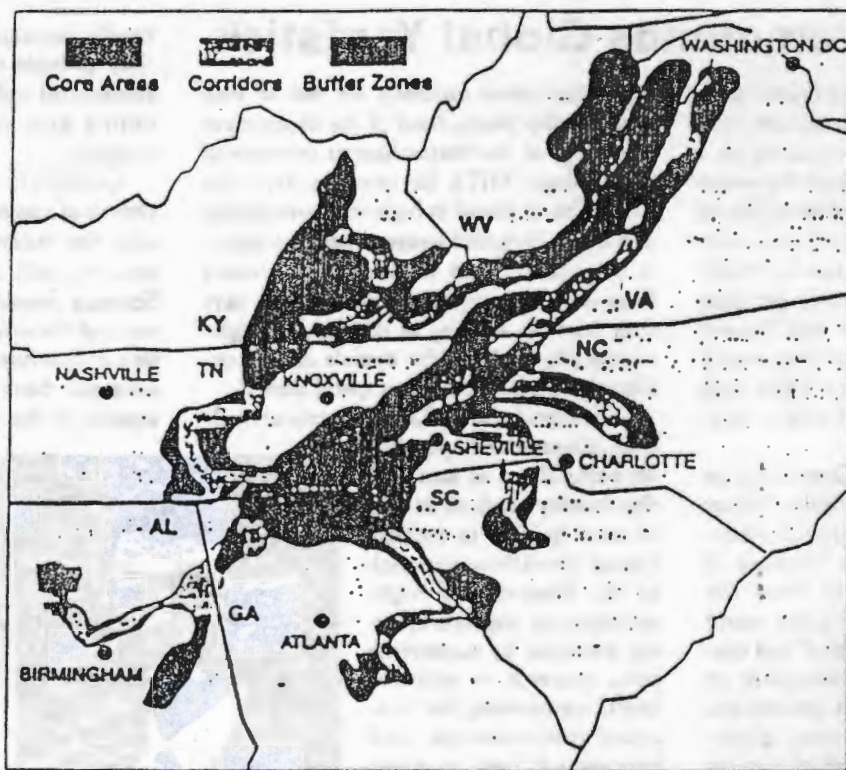 Core Areas Corridors Buffer Zones
WASHINGTON DC
WV
KY
VA
TN
NC
NASHVILLE
KNOXVILLE
ASHEVILLE
CHARLOTTE
SC
AL
GA
ATLANTA
BIRMINGHAM